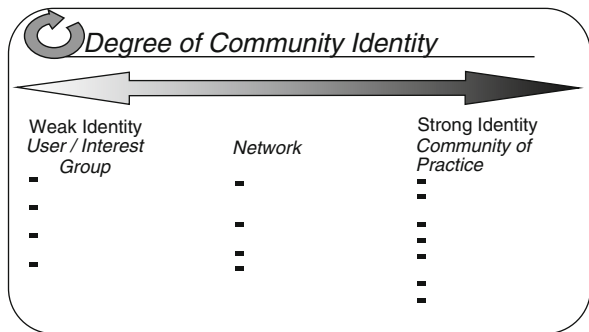 Degree of Community Identity
Weak Identity
User / Interest
Group
Network
Strong Identity
Community of
Practice